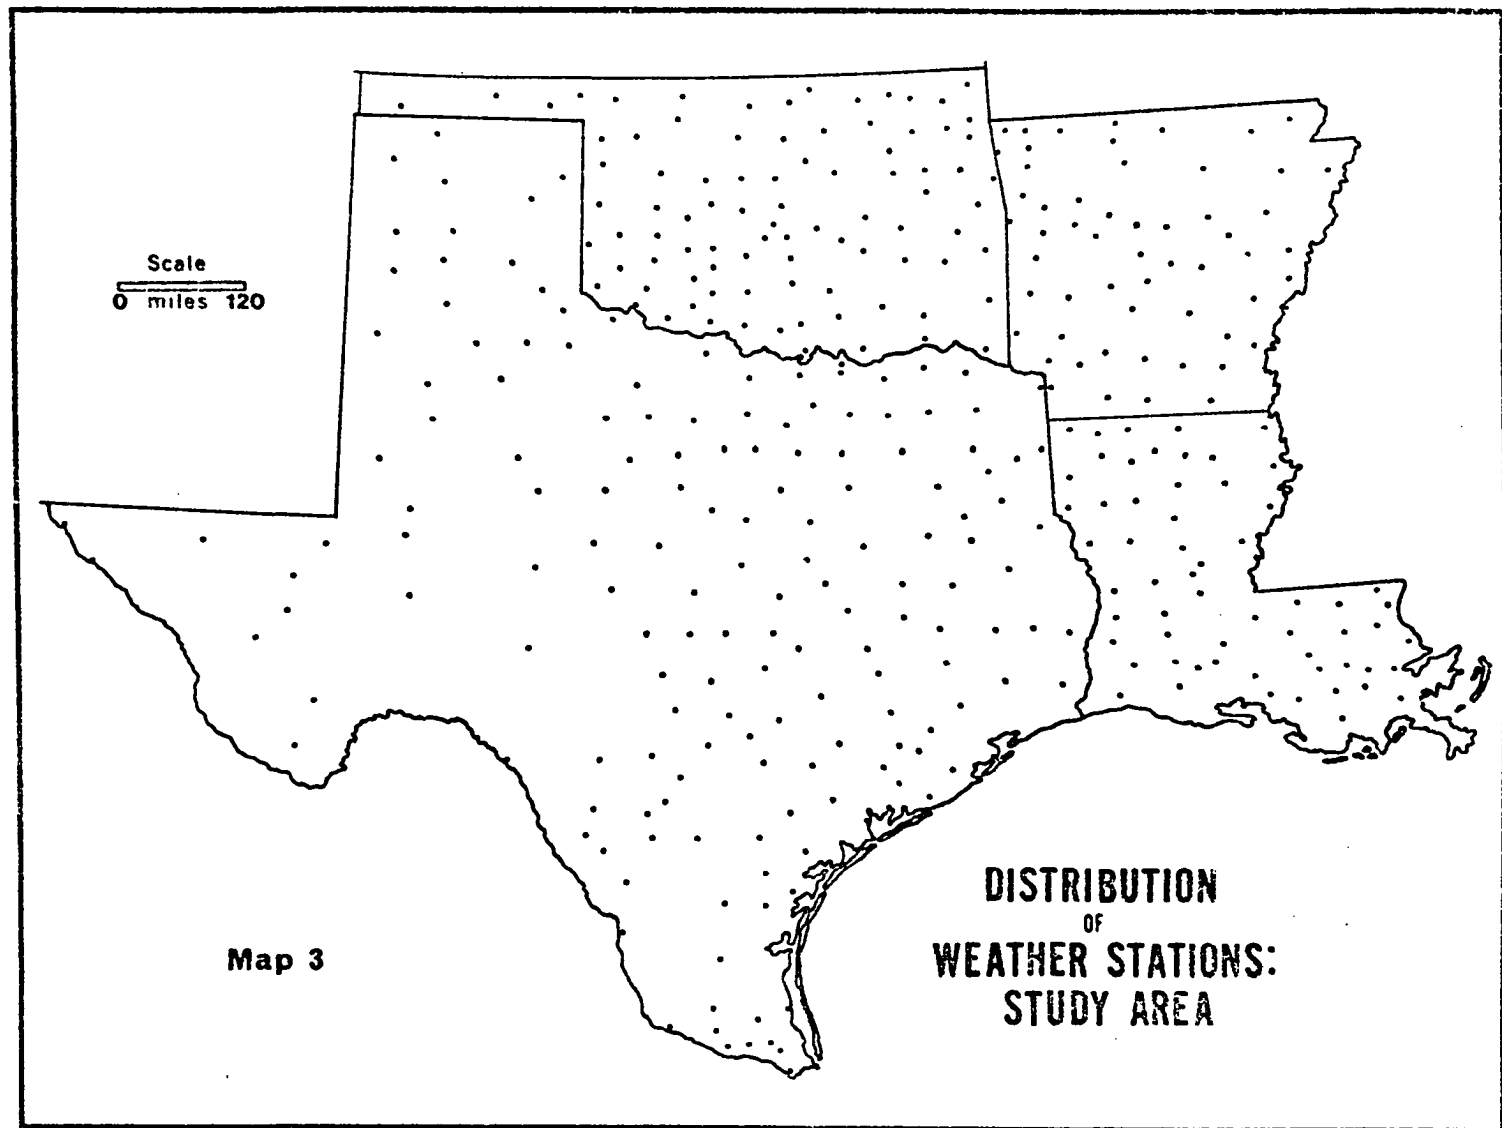 Scale
0 miles 120
Map 3
DISTRIBUTION
OF
WEATHER STATIONS:
STUDY AREA